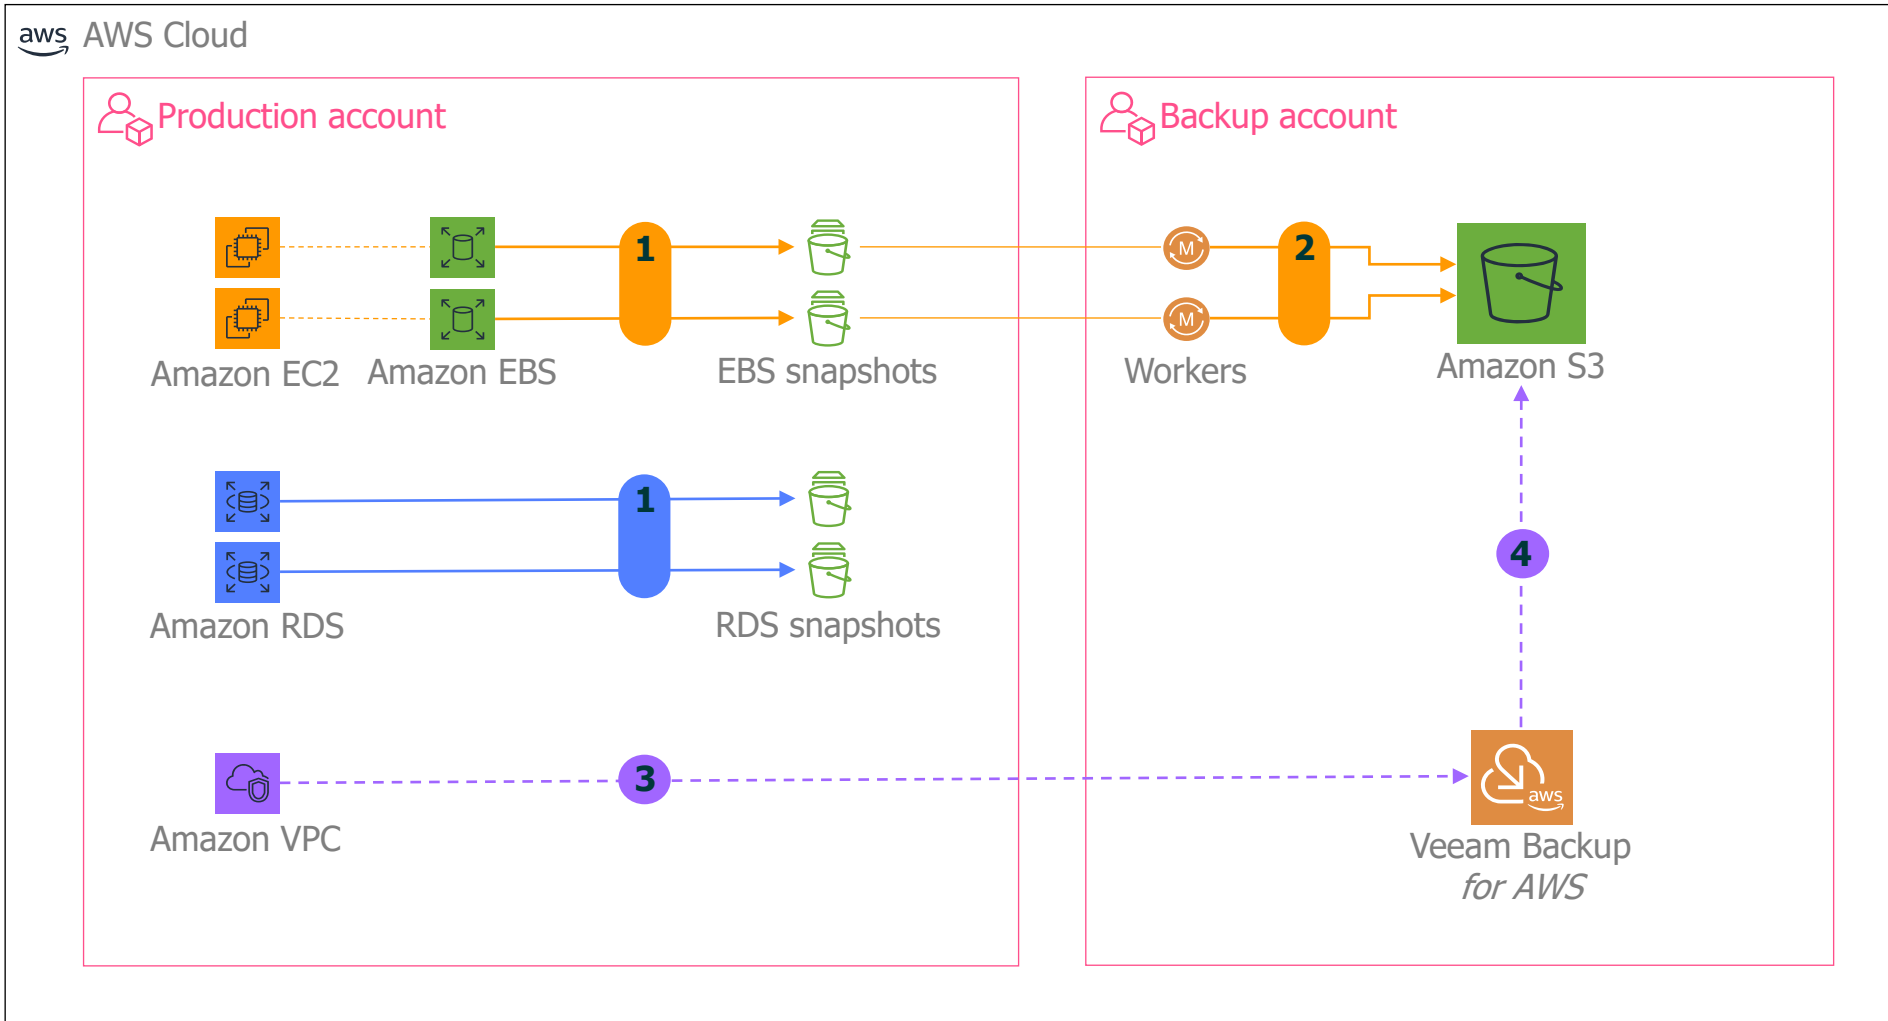 aws AWS Cloud
Production account
Backup account
1
M
2
M
Amazon EC2
Amazon EBS
EBS snapshots
Workers
Amazon S3
1
4
Amazon RDS
RDS snapshots
3
aws
Amazon VPC
Veeam Backup
for AWS